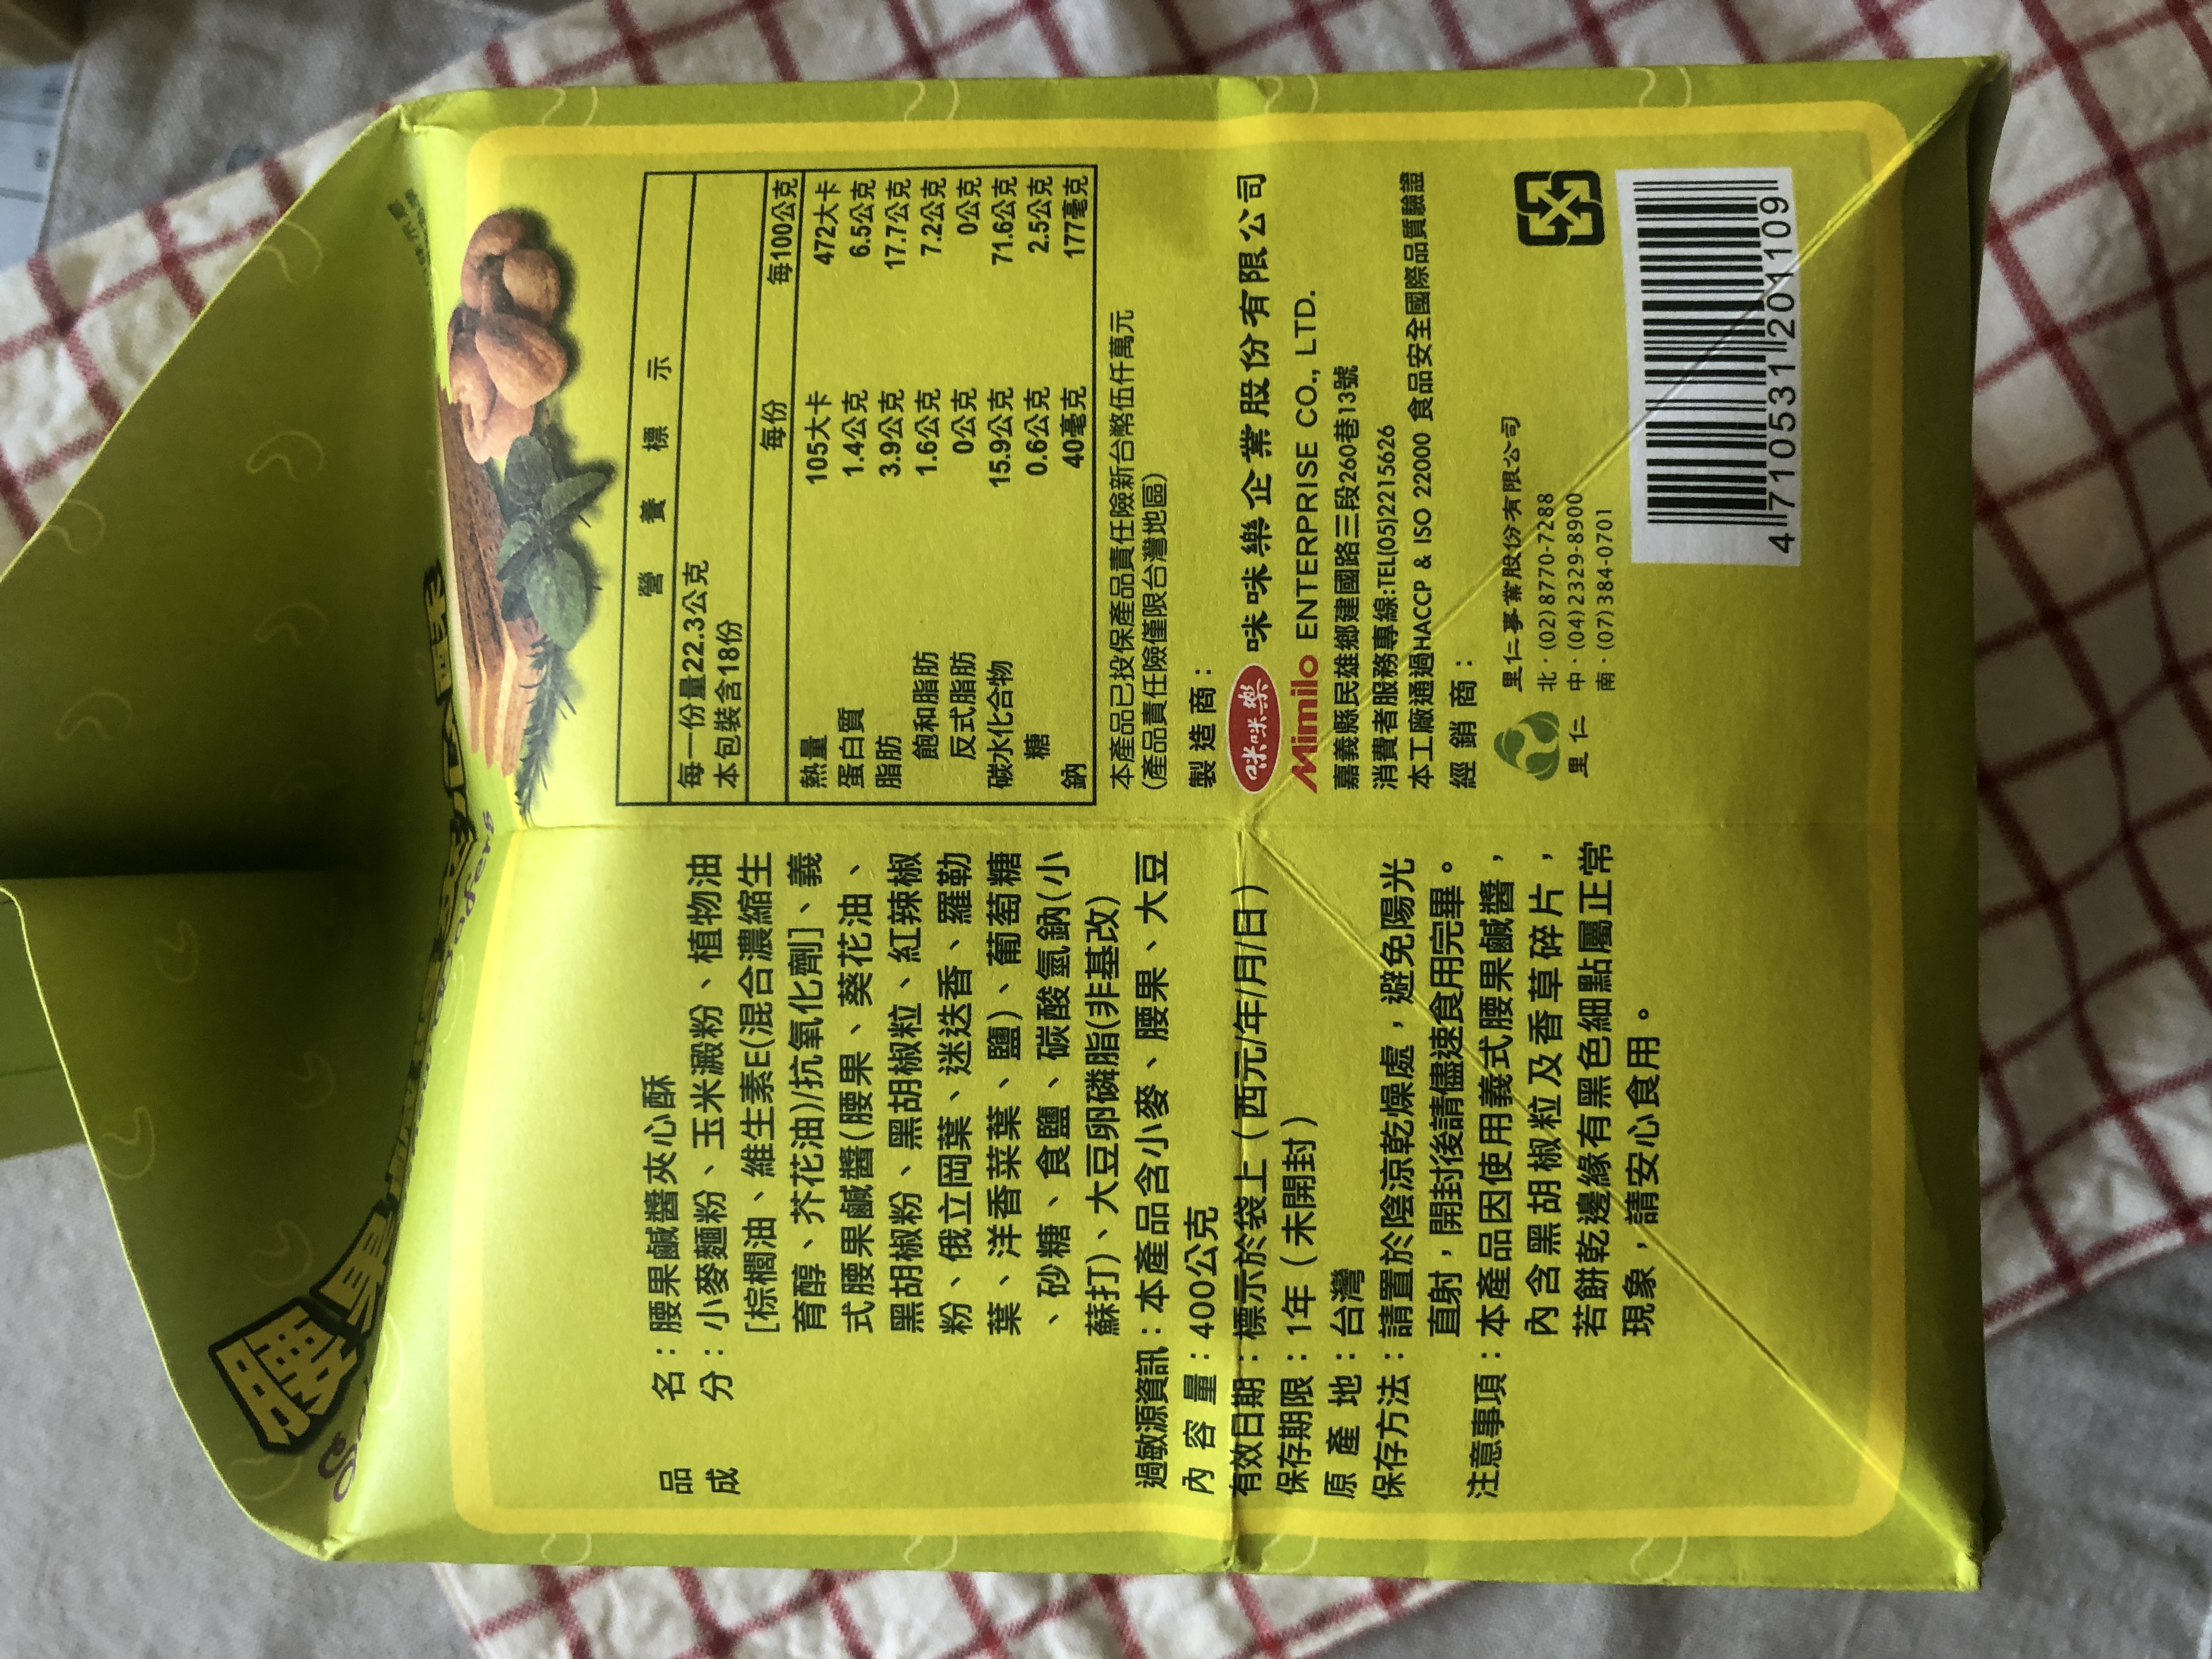 腰果
品 名：腰果鹹醬夾心酥
成 分：小麥麵粉、玉米澱粉、植物油
[棕櫚油、維生素E(混合濃縮生
育醇、芥花油)/抗氧化劑]、義
式腰果鹹醬(腰果、葵花油、
黑胡椒粉、黑胡椒粒、紅辣椒
粉、俄立岡葉、迷迭香、羅勒
葉、洋香菜葉、鹽)、葡萄糖
、砂糖、食鹽、碳酸氫鈉(小
蘇打)、大豆卵磷脂(非基改)
過敏源資訊：本產品含小麥、腰果、大豆
內 容 量：400公克
有效日期：標示於袋上（西元/年/月/日）
保存期限：1年（未開封）
原 產 地：台灣
保存方法：請置於陰涼乾燥處，避免陽光
直射，開封後請儘速食用完畢。
注意事項：本產品因使用義式腰果鹹醬，
內含黑胡椒粒及香草碎片，
若餅乾邊緣有黑色細點屬正常
現象，請安心食用。
營 養 標 示
每一份量22.3公克
本包裝含18份
每份 每100公克
熱量 105大卡 472大卡
蛋白質 1.4公克 6.5公克
脂肪 3.9公克 17.7公克
飽和脂肪 1.6公克 7.2公克
反式脂肪 0公克 0公克
碳水化合物 15.9公克 71.6公克
糖 0.6公克 2.5公克
鈉 40毫克 177毫克
本產品已投保產品責任險新台幣伍仟萬元
(產品責任險僅限台灣地區)
製 造 商：
咪咪樂 咪咪樂企業股份有限公司
Mimilo ENTERPRISE CO., LTD.
嘉義縣民雄鄉建國路三段260巷13號
消費者服務專線:TEL(05)2215626
本工廠通過HACCP & ISO 22000 食品安全國際品質驗證
經 銷 商：
里仁事業股份有限公司
北．(02)8770-7288
中．(04)2329-8900
南．(07)384-0701
里 仁
4 710531 201109